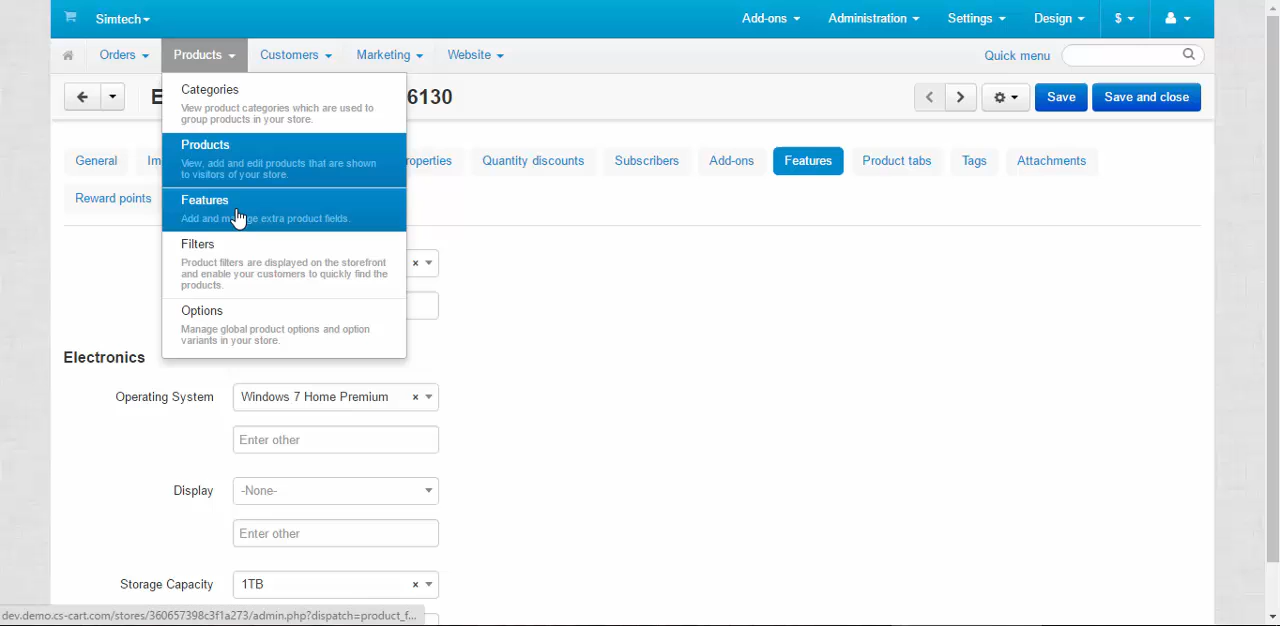 Simtech
Add-ons
Administration
Settings
Design
$
Orders
Products
Customers
Marketing
Website
Quick menu
E
6130
Save
Save and close
Categories
View product categories which are used to
group products in your store.
Products
View, add and edit products that are shown
to visitors of your store.
Features
Add and extra product fields.
Filters
Product filters are displayed on the storefront
and enable your customers to quickly find the
products.
Options
Manage global product options and option
variants in your store.
General
Im
roperties
Quantity discounts
Subscribers
Add-ons
Features
Product tabs
Tags
Attachments
Reward points
Electronics
Operating System
Windows 7 Home Premium
Enter other
Display
-None-
Enter other
Storage Capacity
1TB
dev.demo.cs-cart.com/stores/360657398c3f1a273/admin.php?dispatch=product_f...